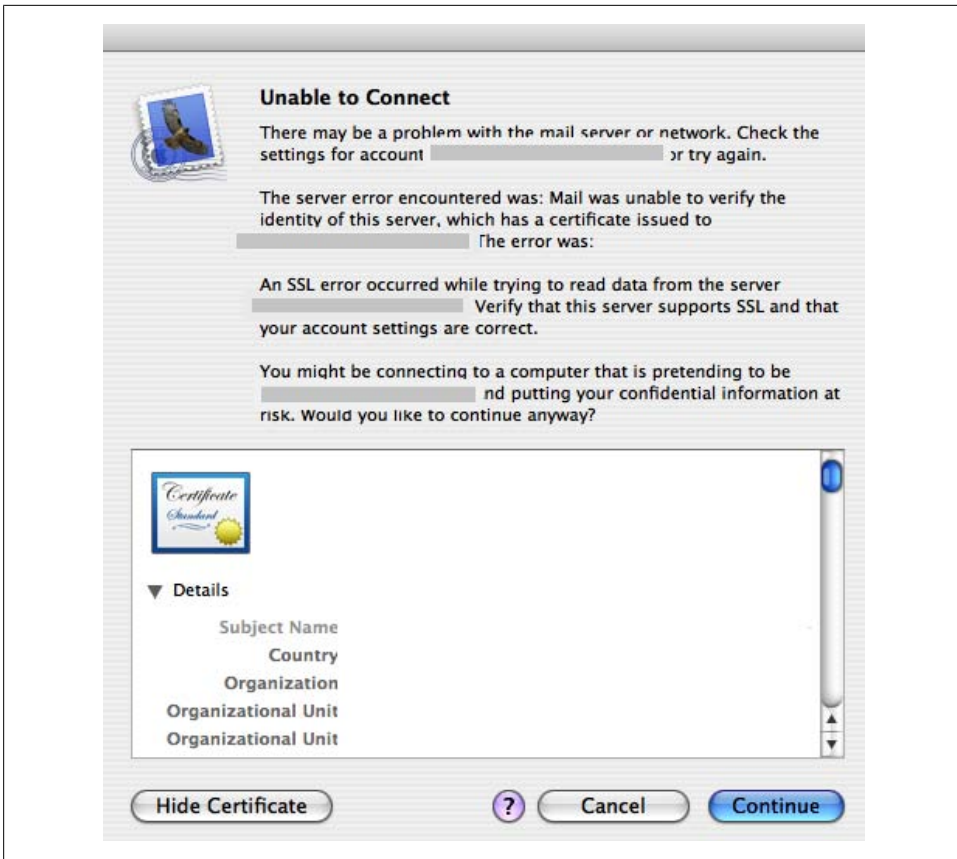 Unable to Connect
There may be a problem with the mail server or network. Check the
settings for account or try again.
The server error encountered was: Mail was unable to verify the
identity of this server, which has a certificate issued to
The error was:
An SSL error occurred while trying to read data from the server
Verify that this server supports SSL and that
your account settings are correct.
You might be connecting to a computer that is pretending to be
nd putting your confidential information at
risk. Would you like to continue anyway?
Certificate
Standard
Details
Subject Name
Country
Organization
Organizational Unit
Organizational Unit
Hide Certificate
?
Cancel
Continue